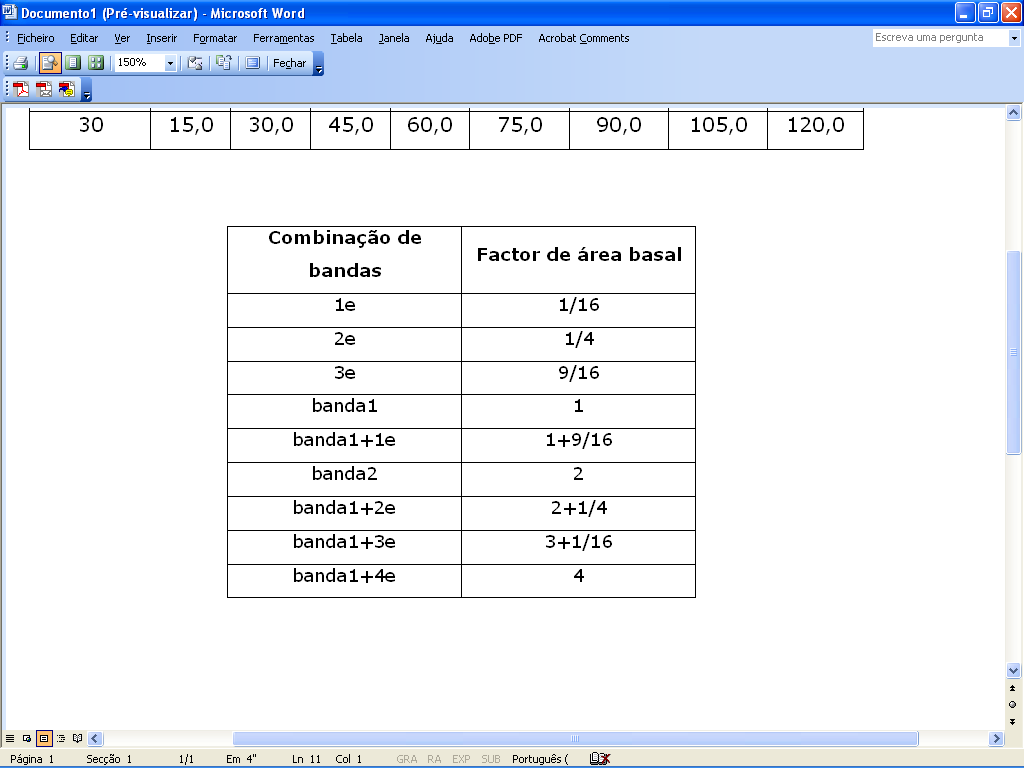 Documento1 (Pré-visualizar) - Microsoft Word
Ficheiro Editar Ver Inserir Formatar Ferramentas Tabela Janela Ajuda Adobe PDF Acrobat Comments Escreva uma pergunta
150% Fechar
30 15,0 30,0 45,0 60,0 75,0 90,0 105,0 120,0
Combinação de bandas Factor de área basal
1e 1/16
2e 1/4
3e 9/16
banda1 1
banda1+1e 1+9/16
banda2 2
banda1+2e 2+1/4
banda1+3e 3+1/16
banda1+4e 4
Página 1 Secção 1 1/1 Em 4" Ln 11 Col 1 GRA RA EXP SUB Português (